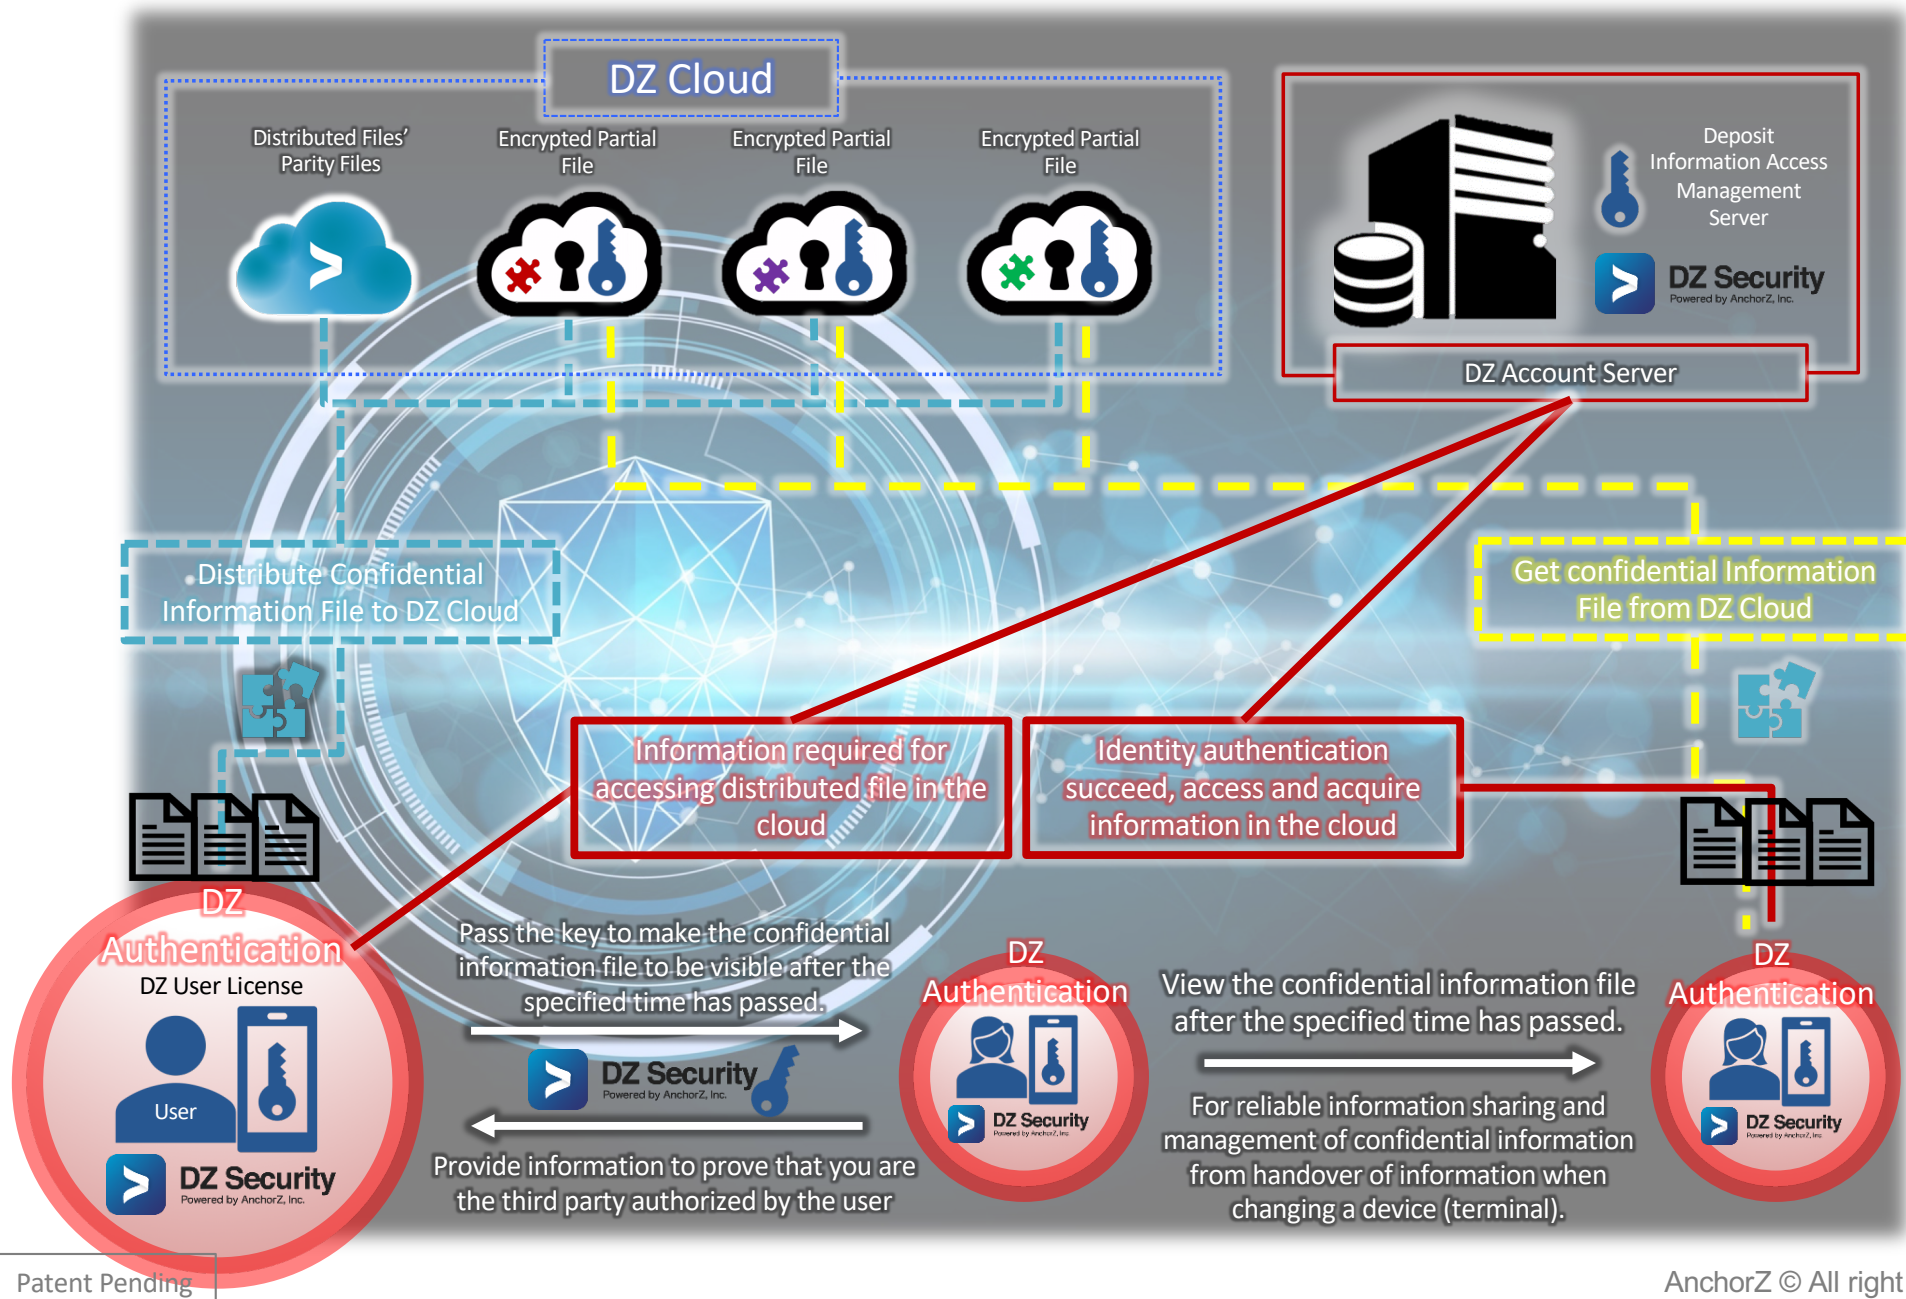 DZ Cloud
Distributed Files'
Parity Files
Encrypted Partial
File
Encrypted Partial
File
Encrypted Partial
File
Deposit
Information Access
Management
Server
DZ Security
Powered by AnchorZ, Inc.
DZ Account Server
Distribute Confidential
Information File to DZ Cloud
Get confidential Information
File from DZ Cloud
Information required for
accessing distributed file in the
cloud
Identity authentication
succeed, access and acquire
information in the cloud
DZ
Authentication
DZ User License
User
DZ Security
Powered by AnchorZ, Inc.
Pass the key to make the confidential
information file to be visible after the
specified time has passed.
DZ Security
Powered by AnchorZ, Inc.
Provide information to prove that you are
the third party authorized by the user
DZ
Authentication
DZ Security
Powered by AnchorZ, Inc.
View the confidential information file
after the specified time has passed.
For reliable information sharing and
management of confidential information
from handover of information when
changing a device (terminal).
DZ
Authentication
DZ Security
Powered by AnchorZ, Inc.
Patent Pending
AnchorZ © All right